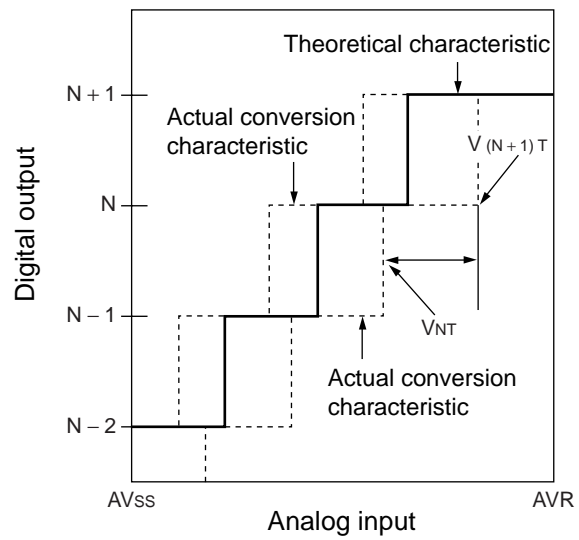 Theoretical characteristic
N + 1
Actual conversion
characteristic
V (N + 1) T
N
Digital output
N – 1
VNT
Actual conversion
characteristic
N – 2
AVss
AVR
Analog input